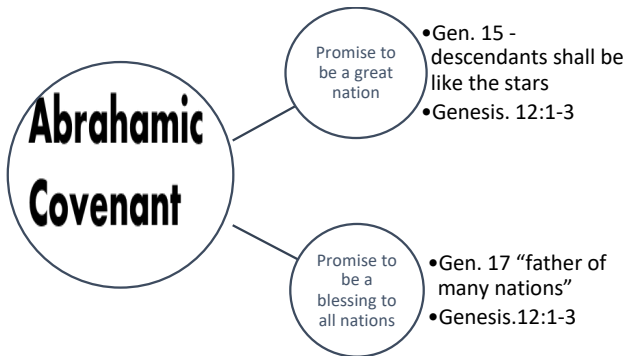 Abrahamic
Covenant
Promise to
be a great
nation
•Gen. 15 -
descendants shall be
like the stars
•Genesis. 12:1-3
Promise to
be a
blessing to
all nations
•Gen. 17 “father of
many nations”
•Genesis.12:1-3